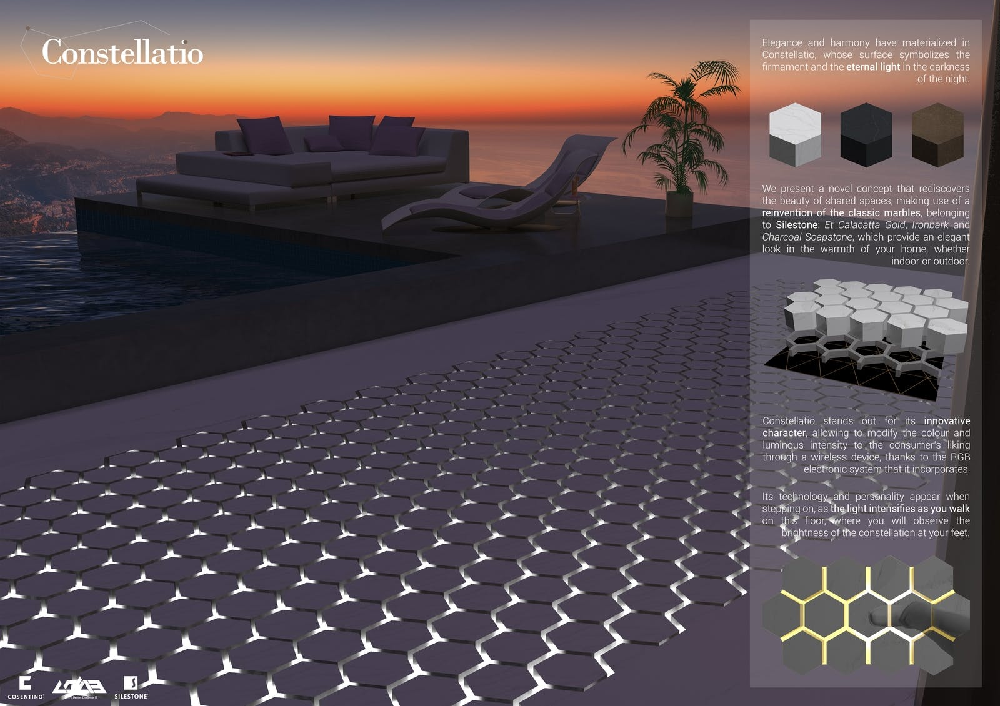 Constellatio
Elegance and harmony have materialized in
Constellatio, whose surface symbolizes the
firmament and the eternal light in the darkness
of the night.
We present a novel concept that rediscovers
the beauty of shared spaces, making use of a
reinvention of the classic marbles, belonging
to Silestone: Et Calacatta Gold, Ironbark and
Charcoal Soapstone, which provide an elegant
look in the warmth of your home, whether
indoor or outdoor.
Constellatio stands out for its innovative
character, allowing to modify the colour and
luminous intensity to the consumer's liking
through a wireless device, thanks to the RGB
electronic system that it incorporates.
Its technology and personality appear when
stepping on, as the light intensifies as you walk
on this floor, where you will observe the
brightness of the constellation at your feet.
COSENTINO®
Design Challenge
SILESTONE®